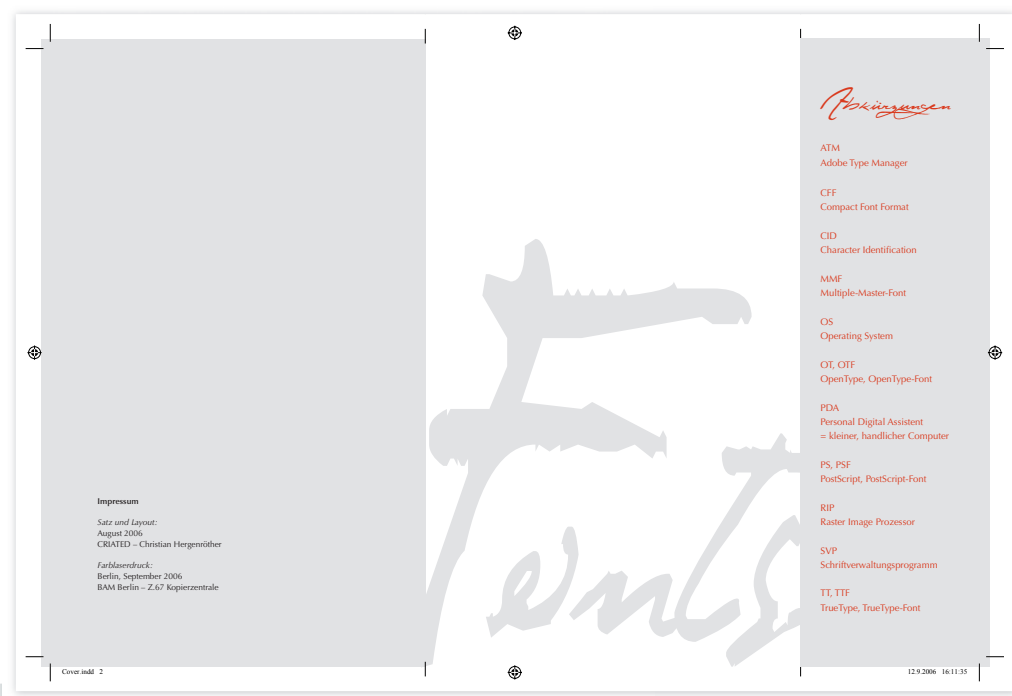 Impressum
Satz und Layout:
August 2006
CRIATED – Christian Hergenröther
Farblaserdruck:
Berlin, September 2006
BAM Berlin – Z.67 Kopierzentrale
Fonts
Abkürzungen
ATM
Adobe Type Manager
CFF
Compact Font Format
CID
Character Identification
MMF
Multiple-Master-Font
OS
Operating System
OT, OTF
OpenType, OpenType-Font
PDA
Personal Digital Assistent
= kleiner, handlicher Computer
PS, PSF
PostScript, PostScript-Font
RIP
Raster Image Prozessor
SVP
Schriftverwaltungsprogramm
TT, TTF
TrueType, TrueType-Font
Cover.indd 2
12.9.2006 16:11:35